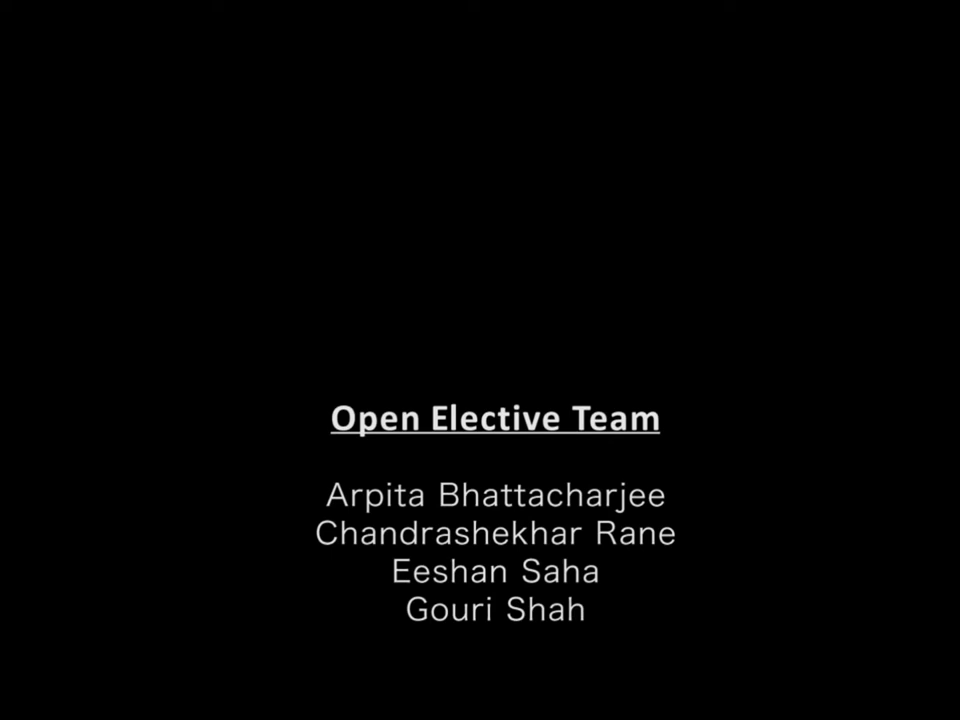 Open Elective Team
Arpita Bhattacharjee
Chandrashekhar Rane
Eeshan Saha
Gouri Shah